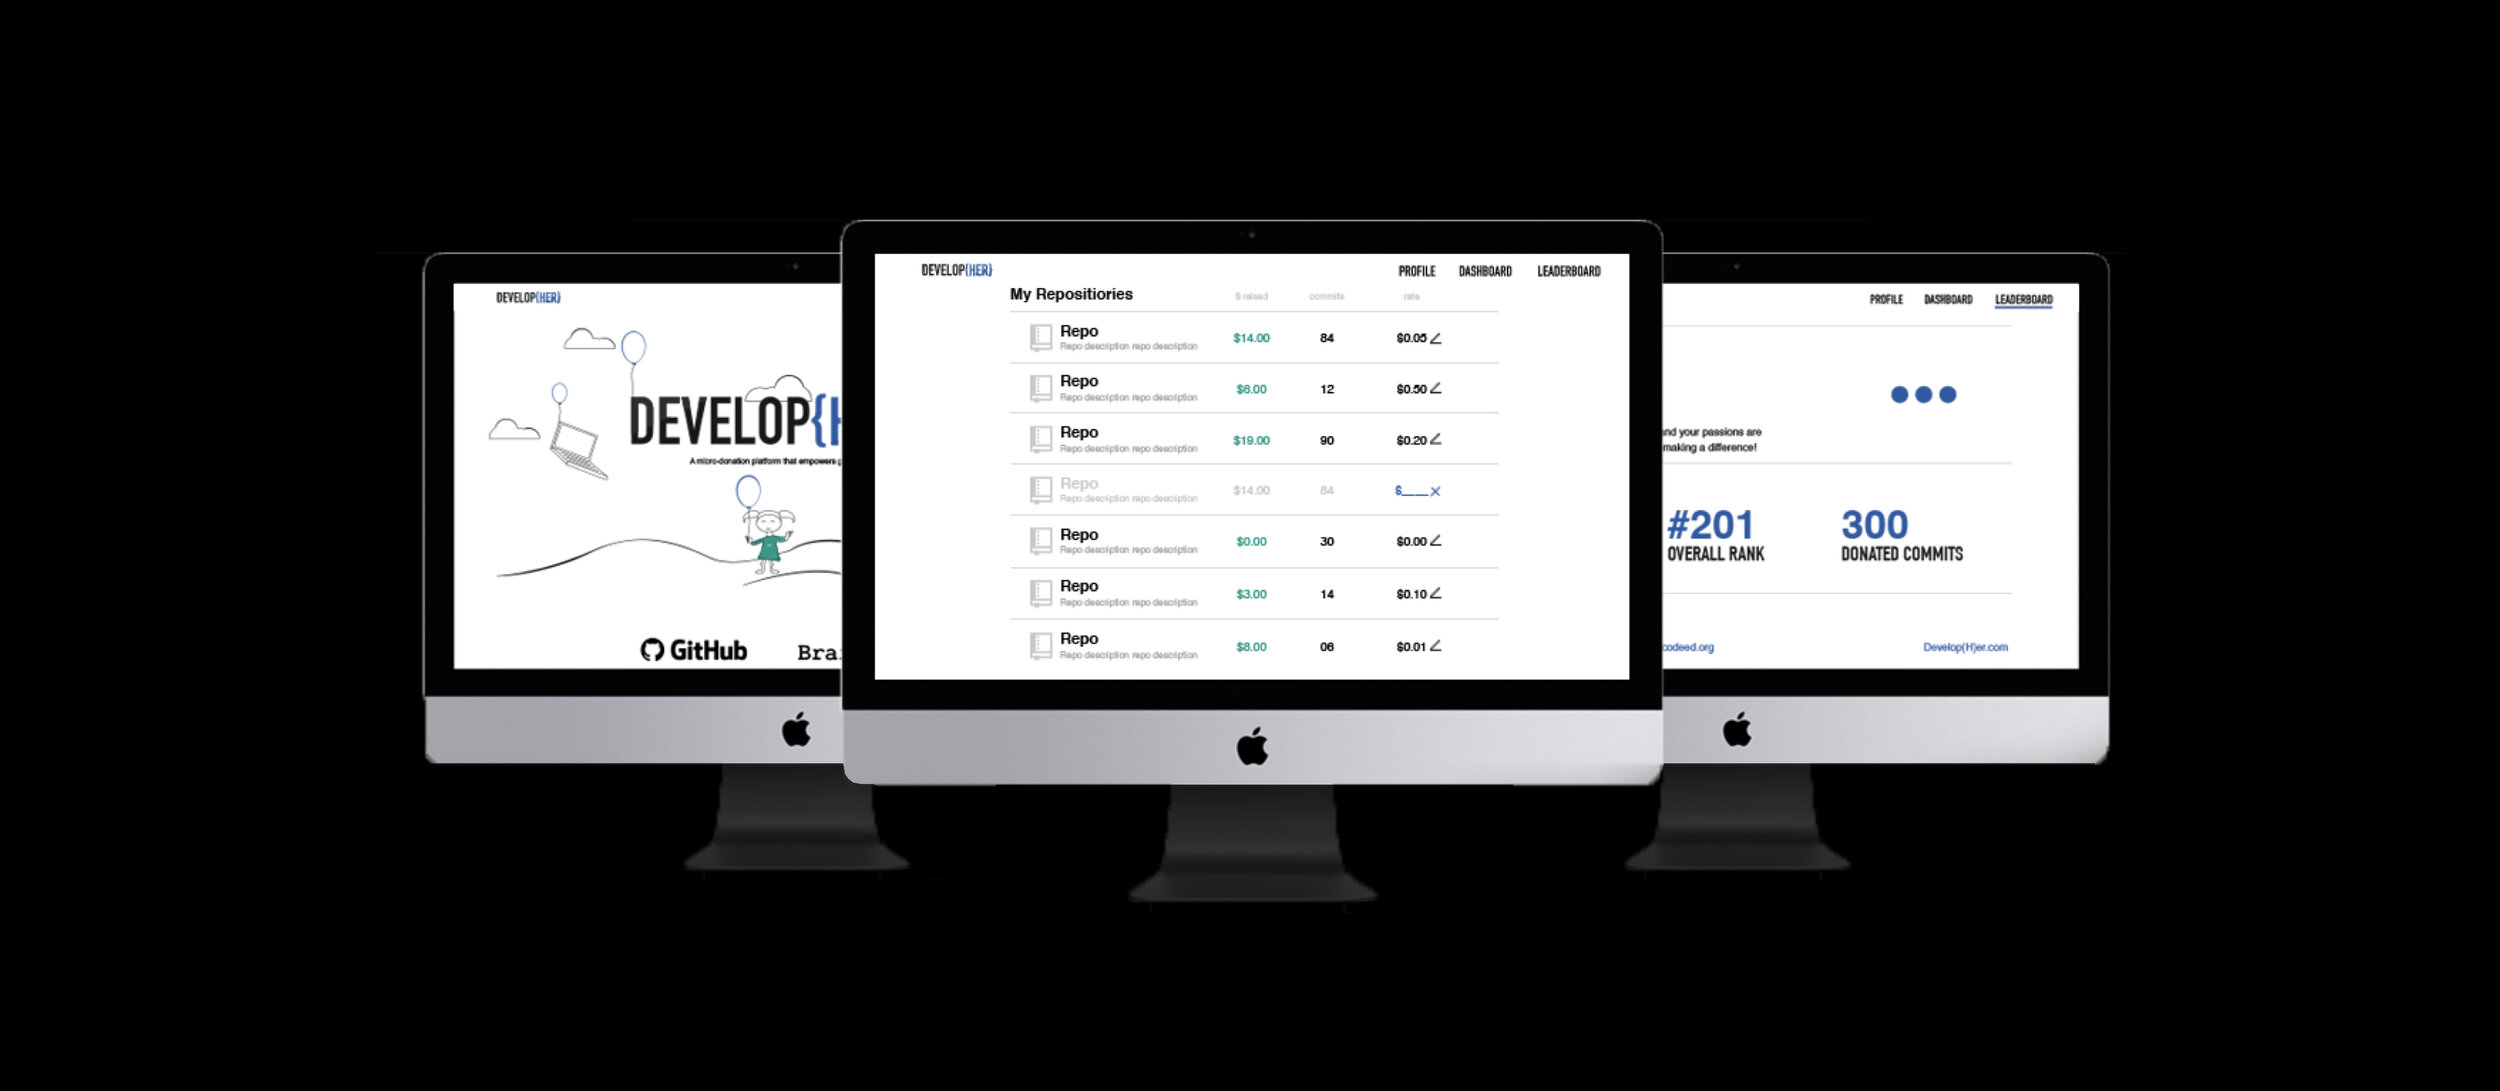 DEVELOP{HER}
DEVELOP{H
A micro-donation platform that empowers g
GitHub
Bra
DEVELOP{HER}
PROFILE DASHBOARD LEADERBOARD
My Repositiories $ raised commits rate
Repo $14.00 84 $0.05
Repo description repo description
Repo $6.00 12 $0.50
Repo description repo description
Repo $19.00 90 $0.20
Repo description repo description
Repo $14.00 84 $___
Repo description repo description
Repo $0.00 30 $0.00
Repo description repo description
Repo $3.00 14 $0.10
Repo description repo description
Repo $8.00 06 $0.01
Repo description repo description
PROFILE DASHBOARD LEADERBOARD
nd your passions are
making a difference!
#201 300
OVERALL RANK DONATED COMMITS
codeed.org Develop(H)er.com